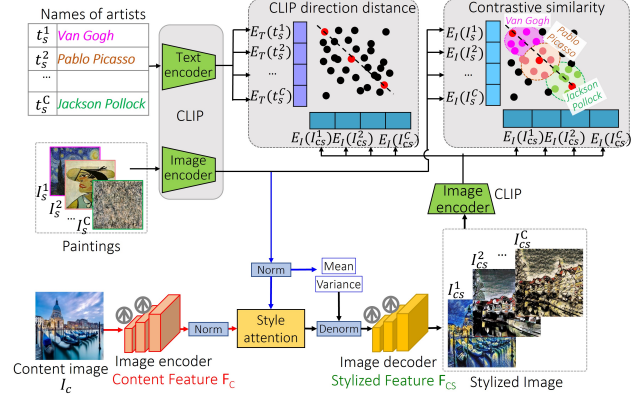 Names of artists
t_s^1 Van Gogh
t_s^2 Pablo Picasso
...
t_s^C Jackson Pollock
Text encoder
CLIP
Image encoder
I_s^1
I_s^2
...
I_s^C
Paintings
CLIP direction distance
E_T(t_s^1)
E_T(t_s^2)
...
E_T(t_s^C)
E_I(I_cs^1) E_I(I_cs^2) E_I(I_cs^C)
Contrastive similarity
E_I(I_s^1)
E_I(I_s^2)
...
E_I(I_s^C)
Van Gogh
Pablo Picasso
Jackson Pollock
E_I(I_cs^1) E_I(I_cs^2) E_I(I_cs^C)
Image encoder
CLIP
I_cs^1
I_cs^2
...
I_cs^C
Stylized Image
Norm
Mean
Variance
Content image
I_c
Image encoder
Content Feature F_C
Norm
Style attention
Denorm
Image decoder
Stylized Feature F_CS